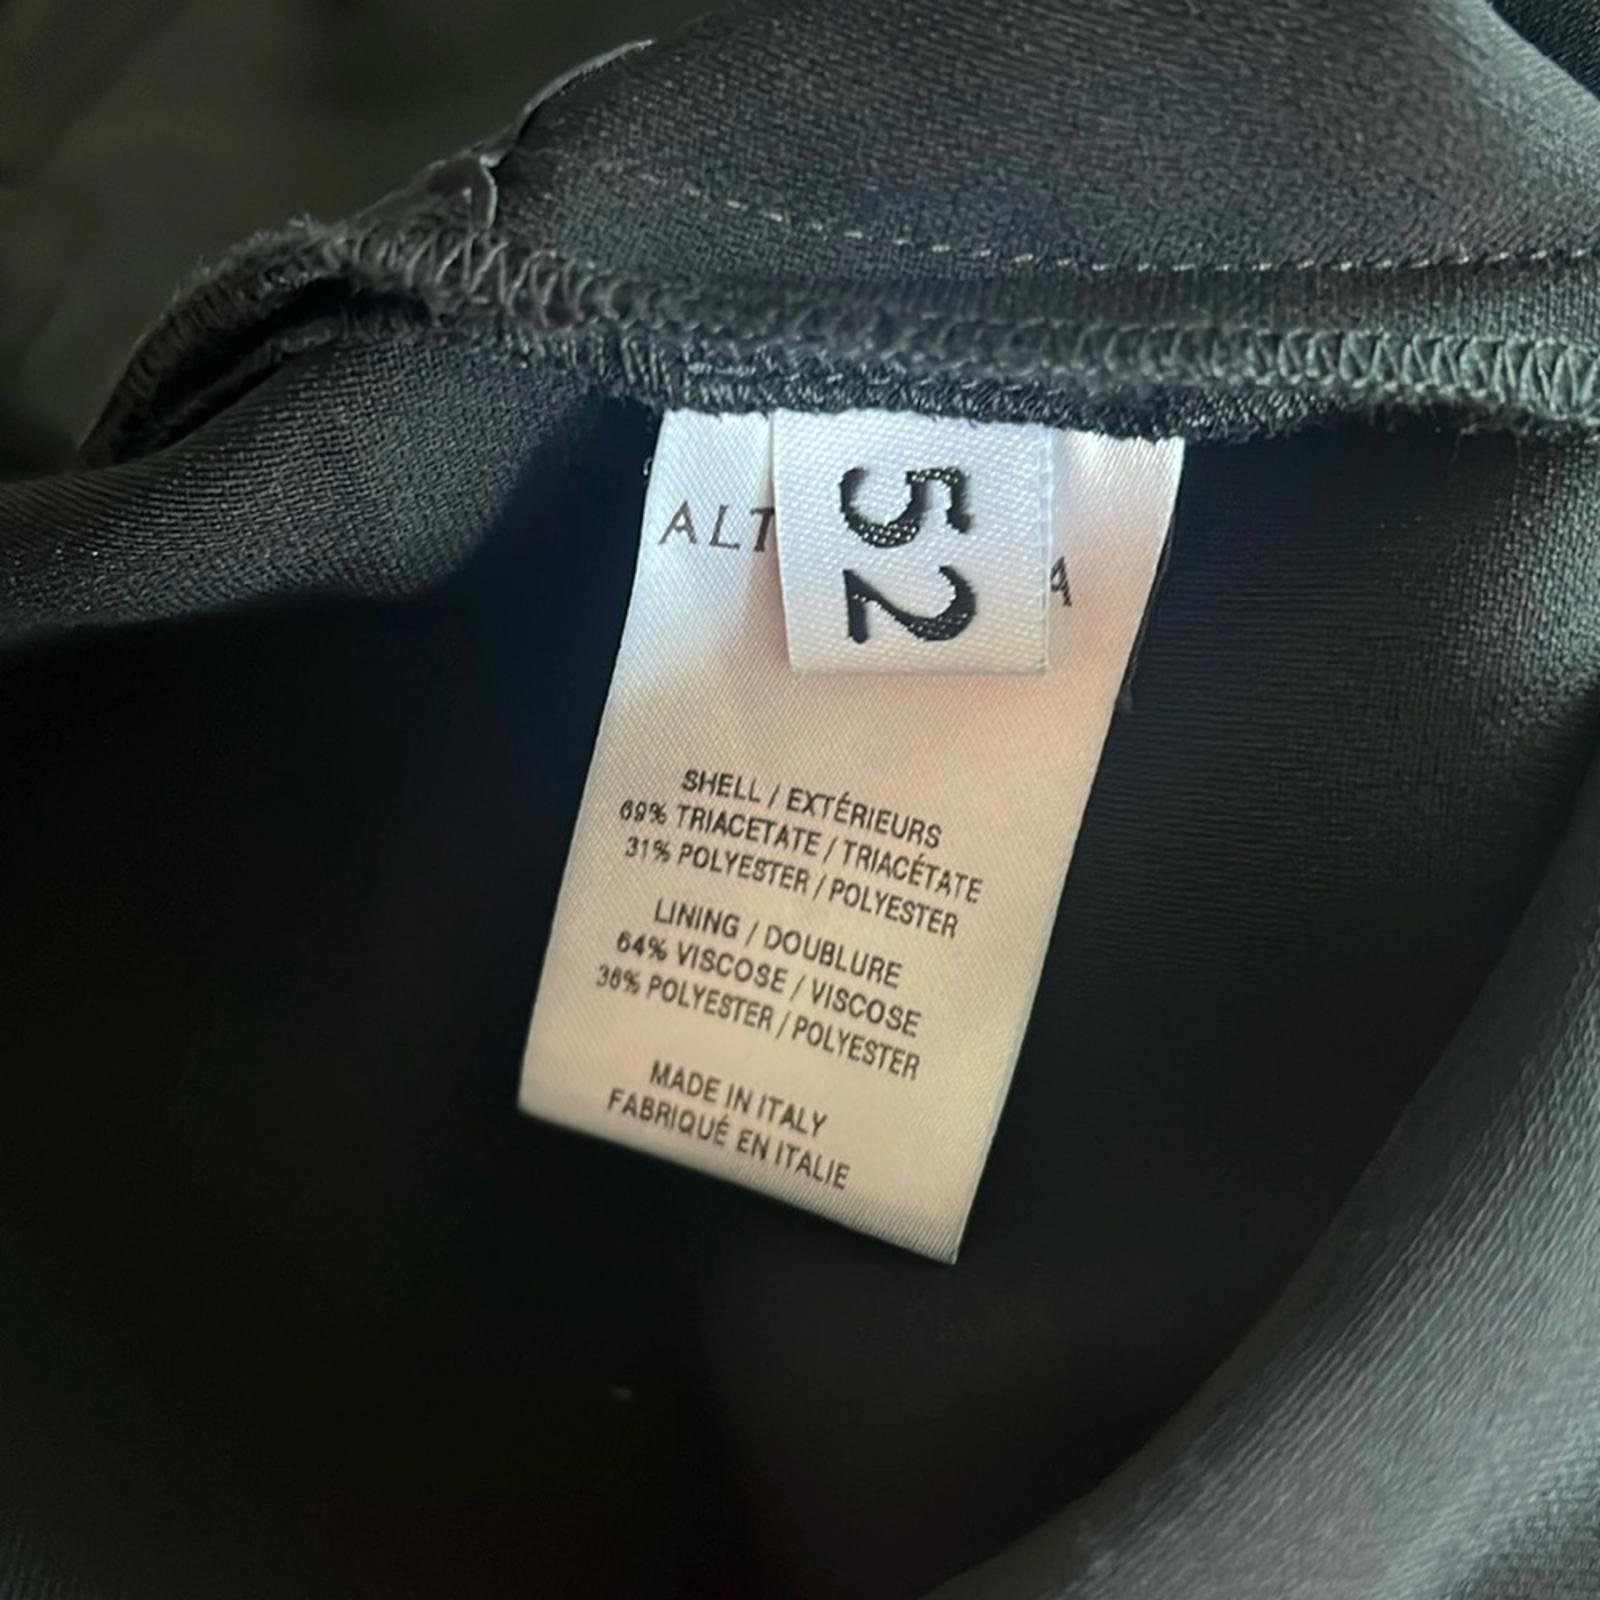 52
SHELL / EXTÉRIEURS
69% TRIACETATE / TRIACÉTATE
31% POLYESTER / POLYESTER
LINING / DOUBLURE
64% VISCOSE / VISCOSE
36% POLYESTER / POLYESTER
MADE IN ITALY
FABRIQUÉ EN ITALIE